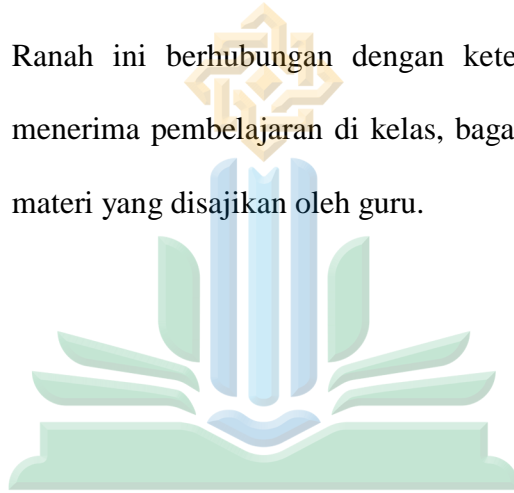 Ranah ini berhubungan dengan kete
menerima pembelajaran di kelas, baga
materi yang disajikan oleh guru.